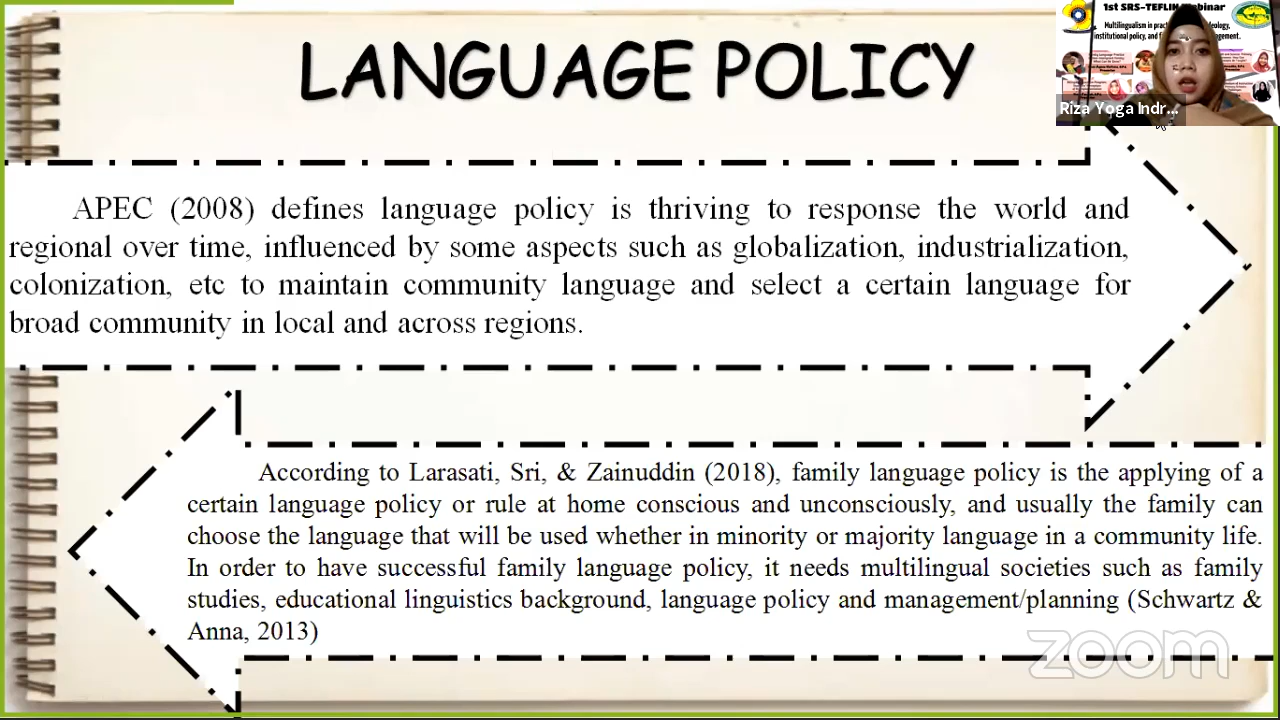 LANGUAGE POLICY
1st SRS-TEFLIN Webinar
Riza Yoga Indr...
APEC (2008) defines language policy is thriving to response the world and
regional over time, influenced by some aspects such as globalization, industrialization,
colonization, etc to maintain community language and select a certain language for
broad community in local and across regions.
According to Larasati, Sri, & Zainuddin (2018), family language policy is the applying of a
certain language policy or rule at home conscious and unconsciously, and usually the family can
choose the language that will be used whether in minority or majority language in a community life.
In order to have successful family language policy, it needs multilingual societies such as family
studies, educational linguistics background, language policy and management/planning (Schwartz &
Anna, 2013)
zoom